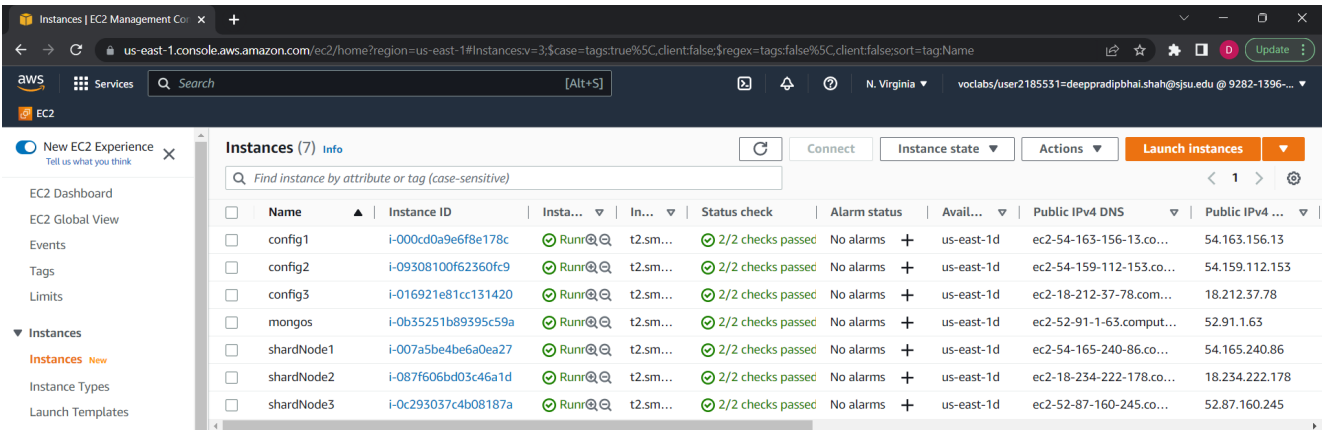 Instances | EC2 Management Con
us-east-1.console.aws.amazon.com/ec2/home?region=us-east-1#Instances:v=3;$case=tags:true%5C,client:false;$regex=tags:false%5C,client:false;sort=tag:Name
D Update
aws Services Search [Alt+S] N. Virginia voclabs/user2185531=deeppradipbhai.shah@sjsu.edu @ 9282-1396-...
EC2
New EC2 Experience
Tell us what you think
EC2 Dashboard
EC2 Global View
Events
Tags
Limits
Instances
Instances New
Instance Types
Launch Templates
Instances (7) Info Connect Instance state Actions Launch instances
Find instance by attribute or tag (case-sensitive) 1
Name Instance ID Insta... In... Status check Alarm status Avail... Public IPv4 DNS Public IPv4 ...
config1 i-000cd0a9e6f8e178c Runr t2.sm... 2/2 checks passed No alarms + us-east-1d ec2-54-163-156-13.co... 54.163.156.13
config2 i-09308100f62360fc9 Runr t2.sm... 2/2 checks passed No alarms + us-east-1d ec2-54-159-112-153.co... 54.159.112.153
config3 i-016921e81cc131420 Runr t2.sm... 2/2 checks passed No alarms + us-east-1d ec2-18-212-37-78.com... 18.212.37.78
mongos i-0b35251b89395c59a Runr t2.sm... 2/2 checks passed No alarms + us-east-1d ec2-52-91-1-63.comput... 52.91.1.63
shardNode1 i-007a5be4be6a0ea27 Runr t2.sm... 2/2 checks passed No alarms + us-east-1d ec2-54-165-240-86.co... 54.165.240.86
shardNode2 i-087f606bd03c46a1d Runr t2.sm... 2/2 checks passed No alarms + us-east-1d ec2-18-234-222-178.co... 18.234.222.178
shardNode3 i-0c293037c4b08187a Runr t2.sm... 2/2 checks passed No alarms + us-east-1d ec2-52-87-160-245.co... 52.87.160.245